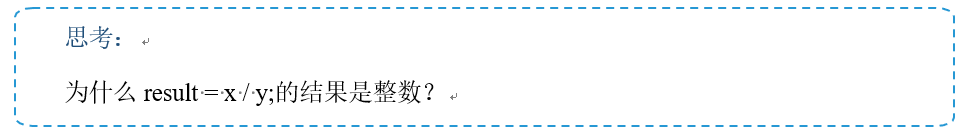 思考：
为什么 result = x / y;的结果是整数？